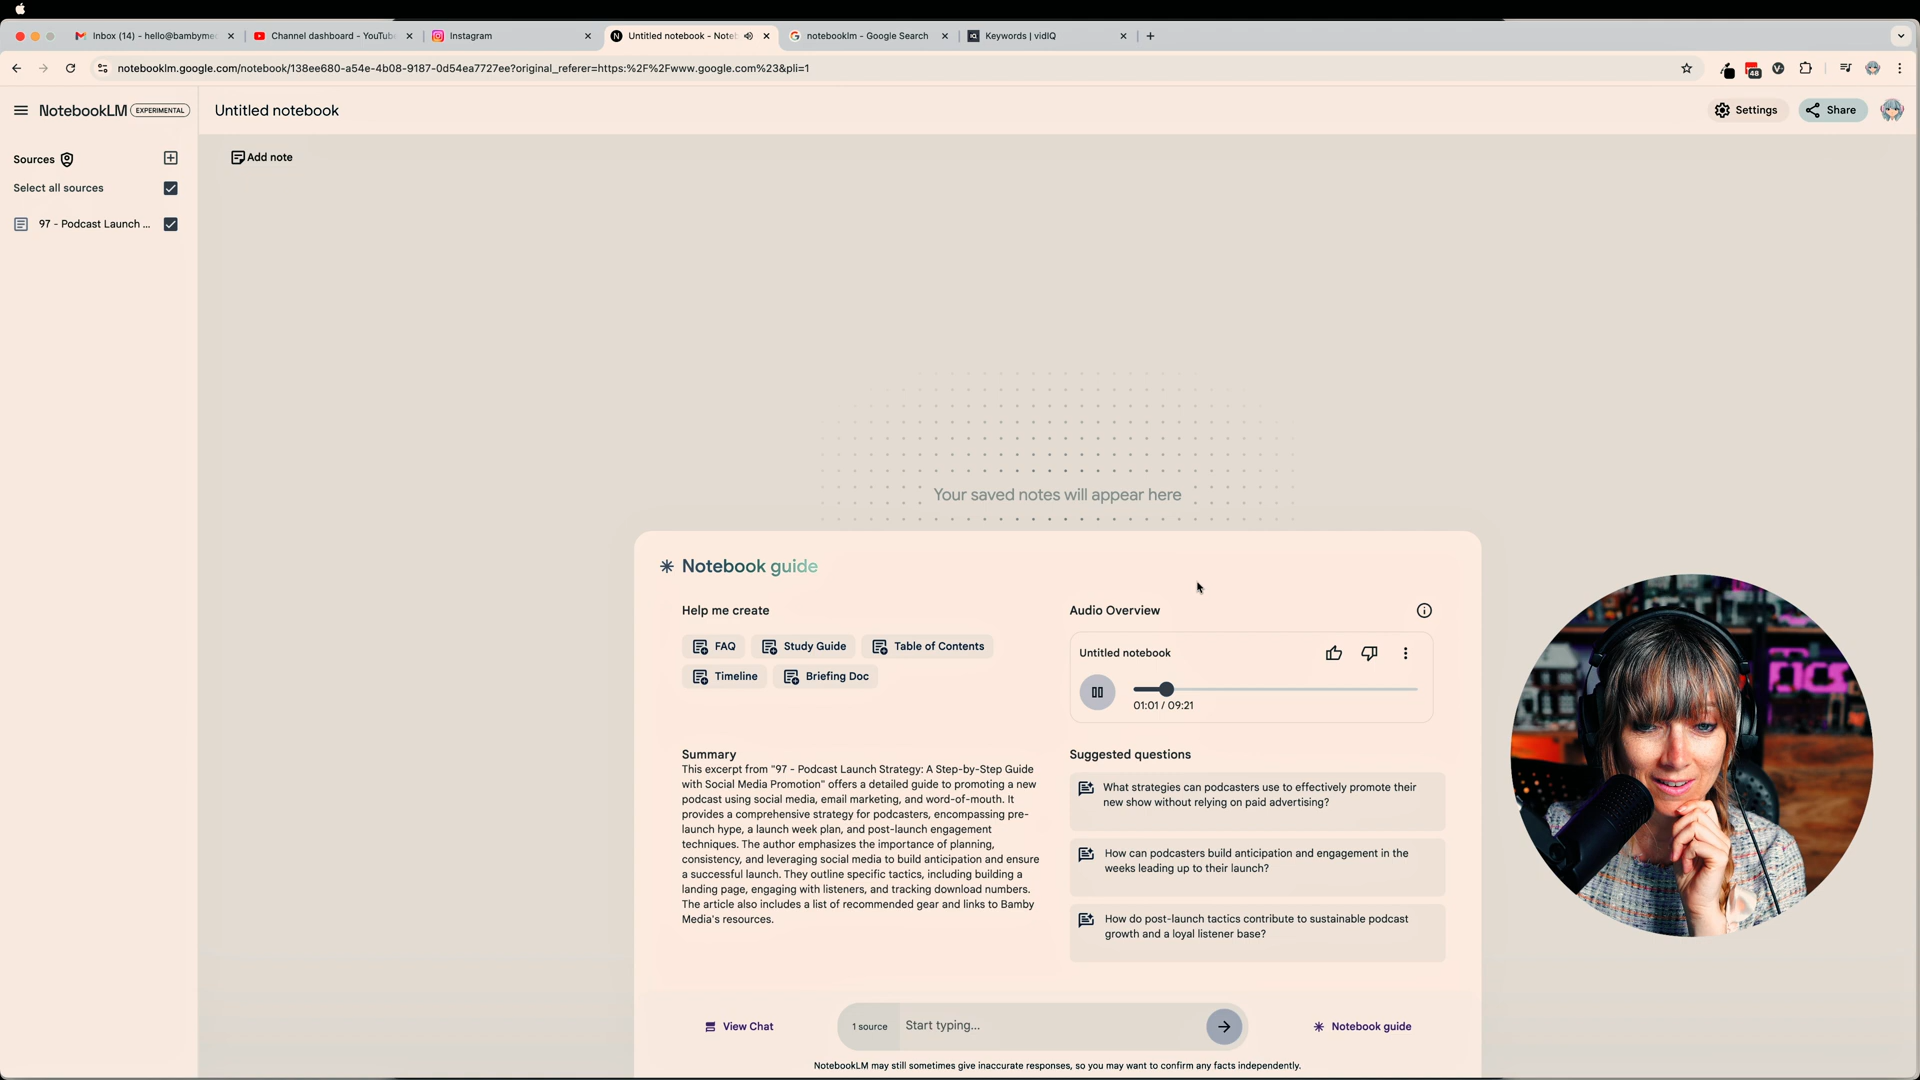 Inbox (14) - hello@bambyme
Channel dashboard - YouTube
Instagram
Untitled notebook - Note
notebooklm - Google Search
Keywords | vidIQ
notebooklm.google.com/notebook/138ee680-a54e-4b08-9187-0d54ea7727ee?original_referer=https:%2F%2Fwww.google.com%23&pli=1
48
NotebookLM EXPERIMENTAL
Untitled notebook
Settings
Share
Sources
Select all sources
97 - Podcast Launch ...
Add note
Your saved notes will appear here
Notebook guide
Help me create
FAQ
Study Guide
Table of Contents
Timeline
Briefing Doc
Audio Overview
Untitled notebook
01:01 / 09:21
Summary
This excerpt from "97 - Podcast Launch Strategy: A Step-by-Step Guide
with Social Media Promotion" offers a detailed guide to promoting a new
podcast using social media, email marketing, and word-of-mouth. It
provides a comprehensive strategy for podcasters, encompassing pre-
launch hype, a launch week plan, and post-launch engagement
techniques. The author emphasizes the importance of planning,
consistency, and leveraging social media to build anticipation and ensure
a successful launch. They outline specific tactics, including building a
landing page, engaging with listeners, and tracking download numbers.
The article also includes a list of recommended gear and links to Bamby
Media's resources.
Suggested questions
What strategies can podcasters use to effectively promote their
new show without relying on paid advertising?
How can podcasters build anticipation and engagement in the
weeks leading up to their launch?
How do post-launch tactics contribute to sustainable podcast
growth and a loyal listener base?
View Chat
1 source
Start typing...
Notebook guide
NotebookLM may still sometimes give inaccurate responses, so you may want to confirm any facts independently.